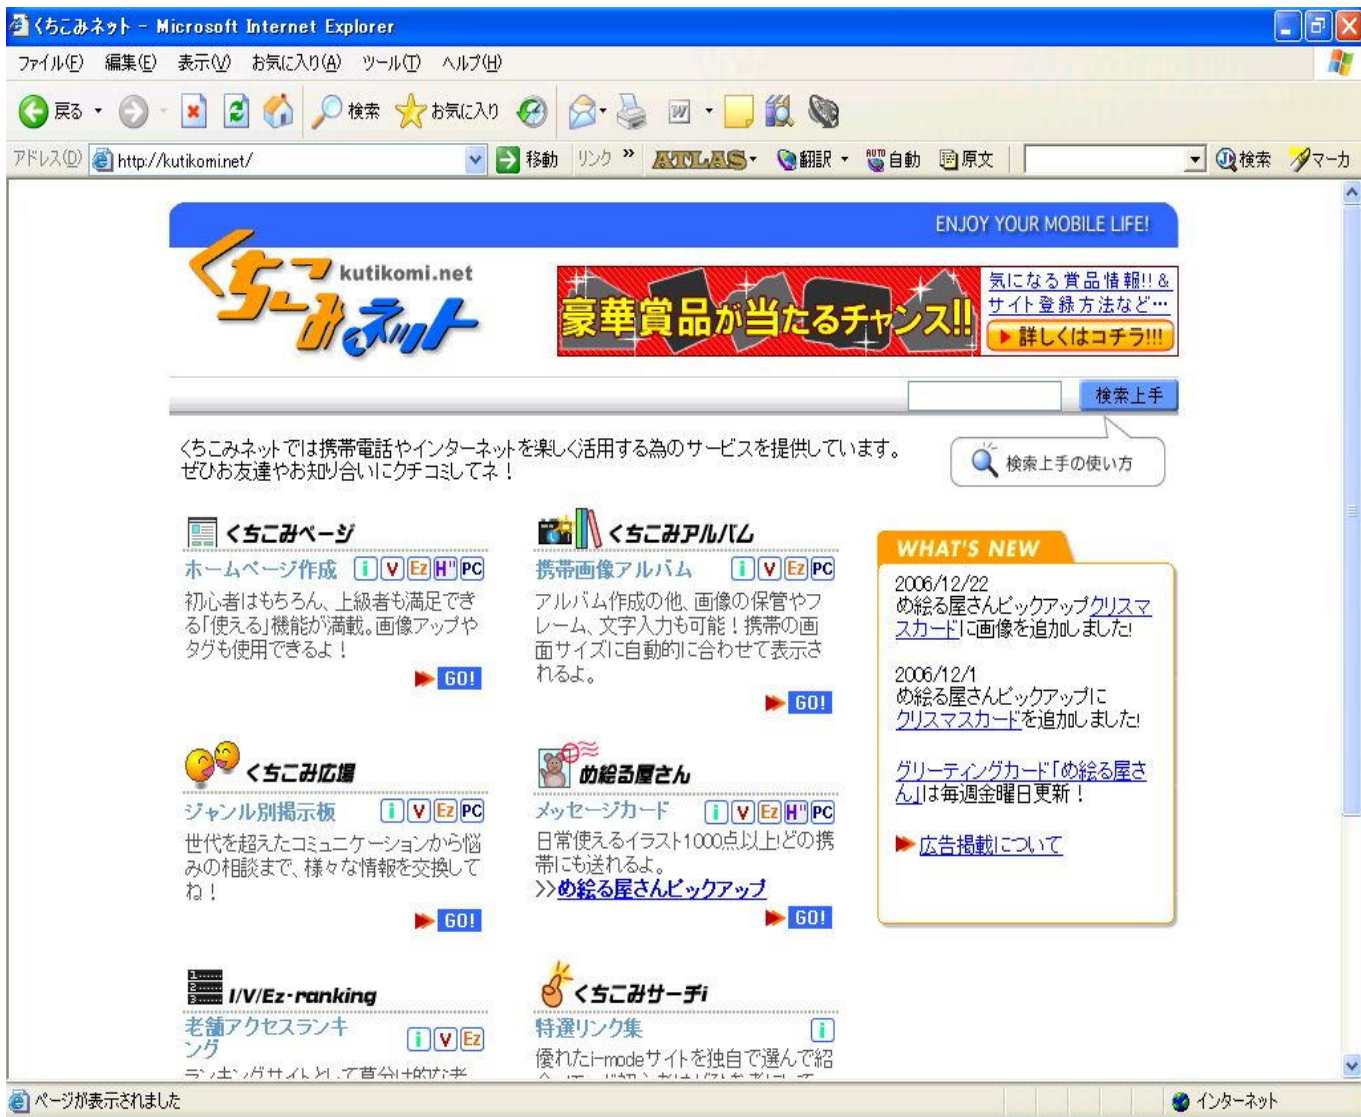 くちこみネット - Microsoft Internet Explorer
ファイル(F) 編集(E) 表示(V) お気に入り(A) ツール(T) ヘルプ(H)
戻る 検索 お気に入り
アドレス(D) http://kutikomi.net/ 移動 リンク » ATLAS 翻訳 AUTO 自動 原文 検索 マーカ
ENJOY YOUR MOBILE LIFE!
くちこみネット
kutikomi.net
豪華賞品が当たるチャンス!!
気になる賞品情報!!&
サイト登録方法など…
詳しくはコチラ!!!
検索上手
くちこみネットでは携帯電話やインターネットを楽しく活用する為のサービスを提供しています。
ぜひお友達やお知り合いにクチコミしてネ!
検索上手の使い方
くちこみページ
ホームページ作成 i V Ez H" PC
初心者はもちろん、上級者も満足でき
る「使える」機能が満載。画像アップや
タグも使用できるよ!
GO!
くちこみアルバム
携帯画像アルバム i V Ez PC
アルバム作成の他、画像の保管やフ
レーム、文字入力も可能!携帯の画
面サイズに自動的に合わせて表示さ
れるよ。
GO!
くちこみ広場
ジャンル別掲示板 i V Ez PC
世代を超えたコミュニケーションから悩
みの相談まで、様々な情報を交換して
ね!
GO!
め絵る屋さん
メッセージカード i V Ez H" PC
日常使えるイラスト1000点以上!どの携
帯にも送れるよ。
>>め絵る屋さんピックアップ
GO!
I/V/Ez-ranking
老舗アクセスランキ
ング i V Ez
ランキングサイトとして草分け的な老
くちこみサーチi
特選リンク集 i
優れたi-modeサイトを独自で選んで紹
WHAT'S NEW
2006/12/22
め絵る屋さんピックアップクリスマ
スカードに画像を追加しました!
2006/12/1
め絵る屋さんピックアップに
クリスマスカードを追加しました!
グリーティングカード「め絵る屋さ
ん」は毎週金曜日更新!
広告掲載について
ページが表示されました インターネット